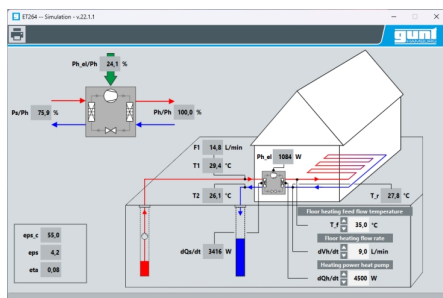 ET264 -- Simulation - v.22.1.1
gunt
Ph_el/Ph 24,1 %
Ps/Ph 75,9 %
Ph/Ph 100,0 %
F1 14,8 L/min
T1 29,4 °C
Ph_el 1084 W
T2 26,1 °C
T_r 27,8 °C
Floor heating feed flow temperature
T_f 35,0 °C
Floor heating flow rate
dVh/dt 9,0 L/min
Heating power heat pump
dQh/dt 4500 W
dQs/dt 3416 W
eps_c 55,0
eps 4,2
eta 0,08